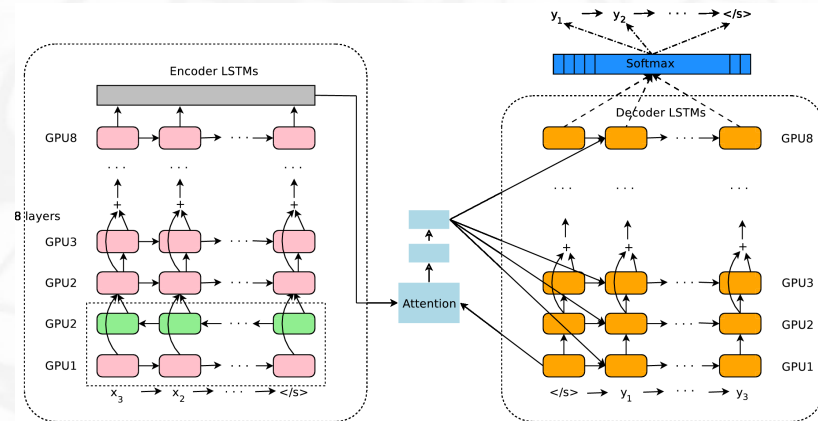 y1 y2 · · · </s>
Softmax
Encoder LSTMs
Decoder LSTMs
GPU8 · · · · · · GPU8
· · · · · · · · · · · ·
+ +
8 layers
+ +
GPU3 · · ·
GPU2 · · · · · · GPU3
Attention
GPU2 · · · · · · GPU2
GPU1 · · · · · · GPU1
x3 x2 · · · </s> </s> y1 · · · y3